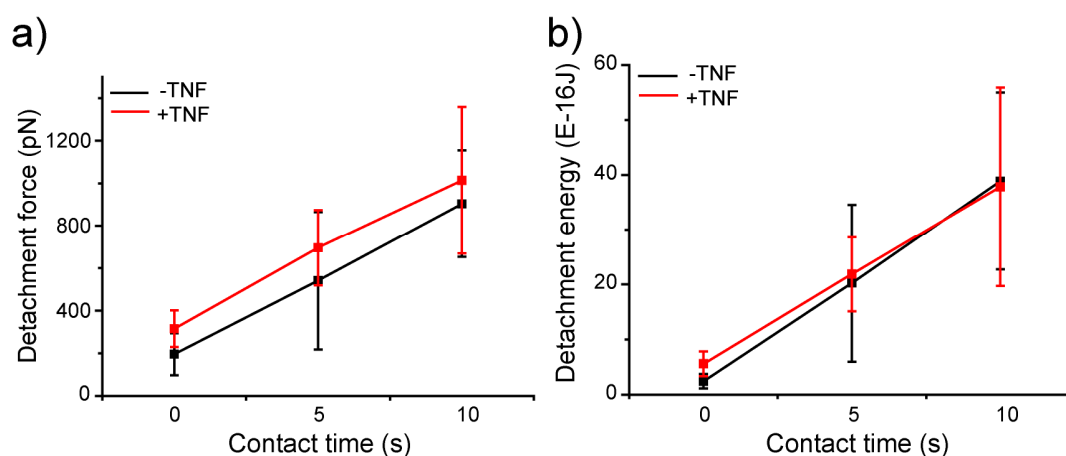 a)
Detachment force (pN)
-TNF
+TNF
1200
800
400
0
0 5 10
Contact time (s)
b)
Detachment energy (E-16J)
-TNF
+TNF
60
40
20
0
0 5 10
Contact time (s)